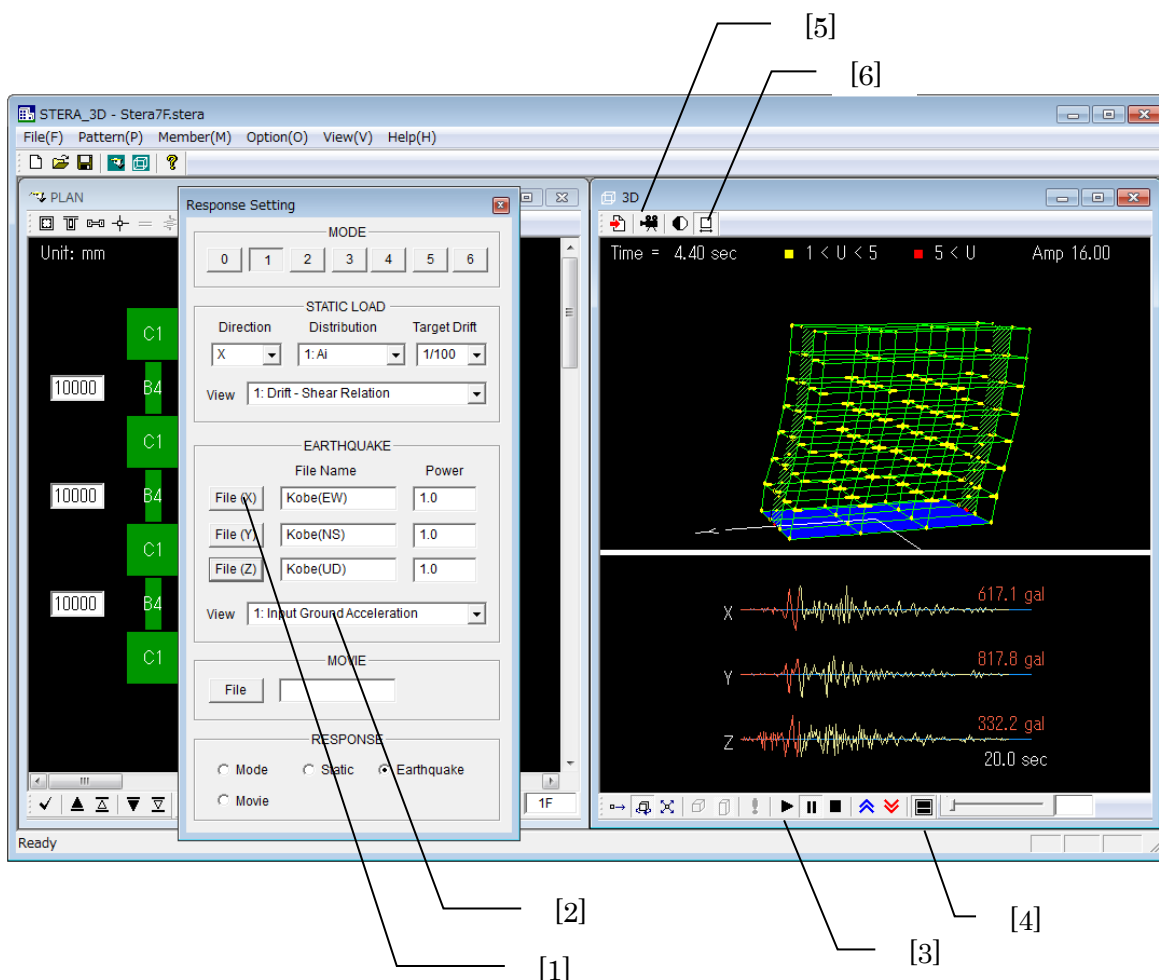 [5]
[6]
STERA_3D - Stera7F.stera
File(F) Pattern(P) Member(M) Option(O) View(V) Help(H)
PLAN
Unit: mm
C1
10000 B4
C1
10000 B4
C1
10000 B4
C1
1F
Ready
Response Setting
MODE
0 1 2 3 4 5 6
STATIC LOAD
Direction Distribution Target Drift
X 1: Ai 1/100
View 1: Drift - Shear Relation
EARTHQUAKE
File Name Power
File (X) Kobe(EW) 1.0
File (Y) Kobe(NS) 1.0
File (Z) Kobe(UD) 1.0
View 1: Input Ground Acceleration
MOVIE
File
RESPONSE
Mode Static Earthquake
Movie
3D
Time = 4.40 sec 1 < U < 5 5 < U Amp 16.00
617.1 gal
X
817.8 gal
Y
332.2 gal
Z
20.0 sec
[2]
[4]
[3]
[1]